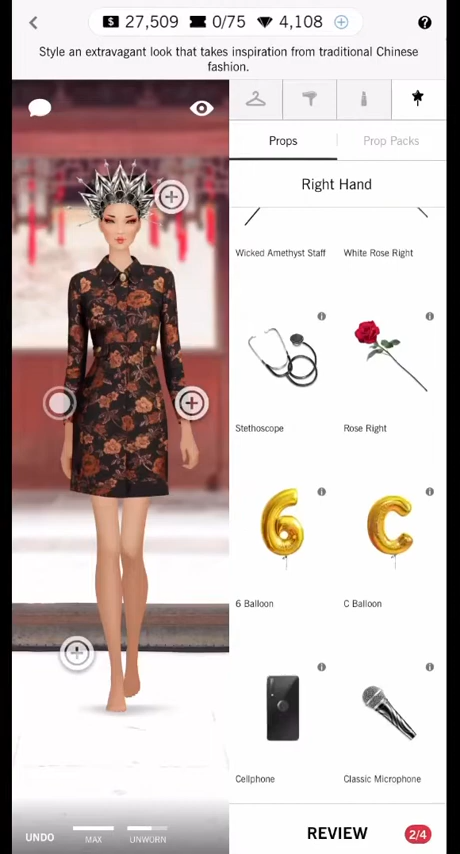 $ 27,509 0/75 4,108
Style an extravagant look that takes inspiration from traditional Chinese
fashion.
Props
Prop Packs
Right Hand
Wicked Amethyst Staff
White Rose Right
Stethoscope
Rose Right
6 Balloon
C Balloon
Cellphone
Classic Microphone
UNDO
MAX
UNWORN
REVIEW
2/4